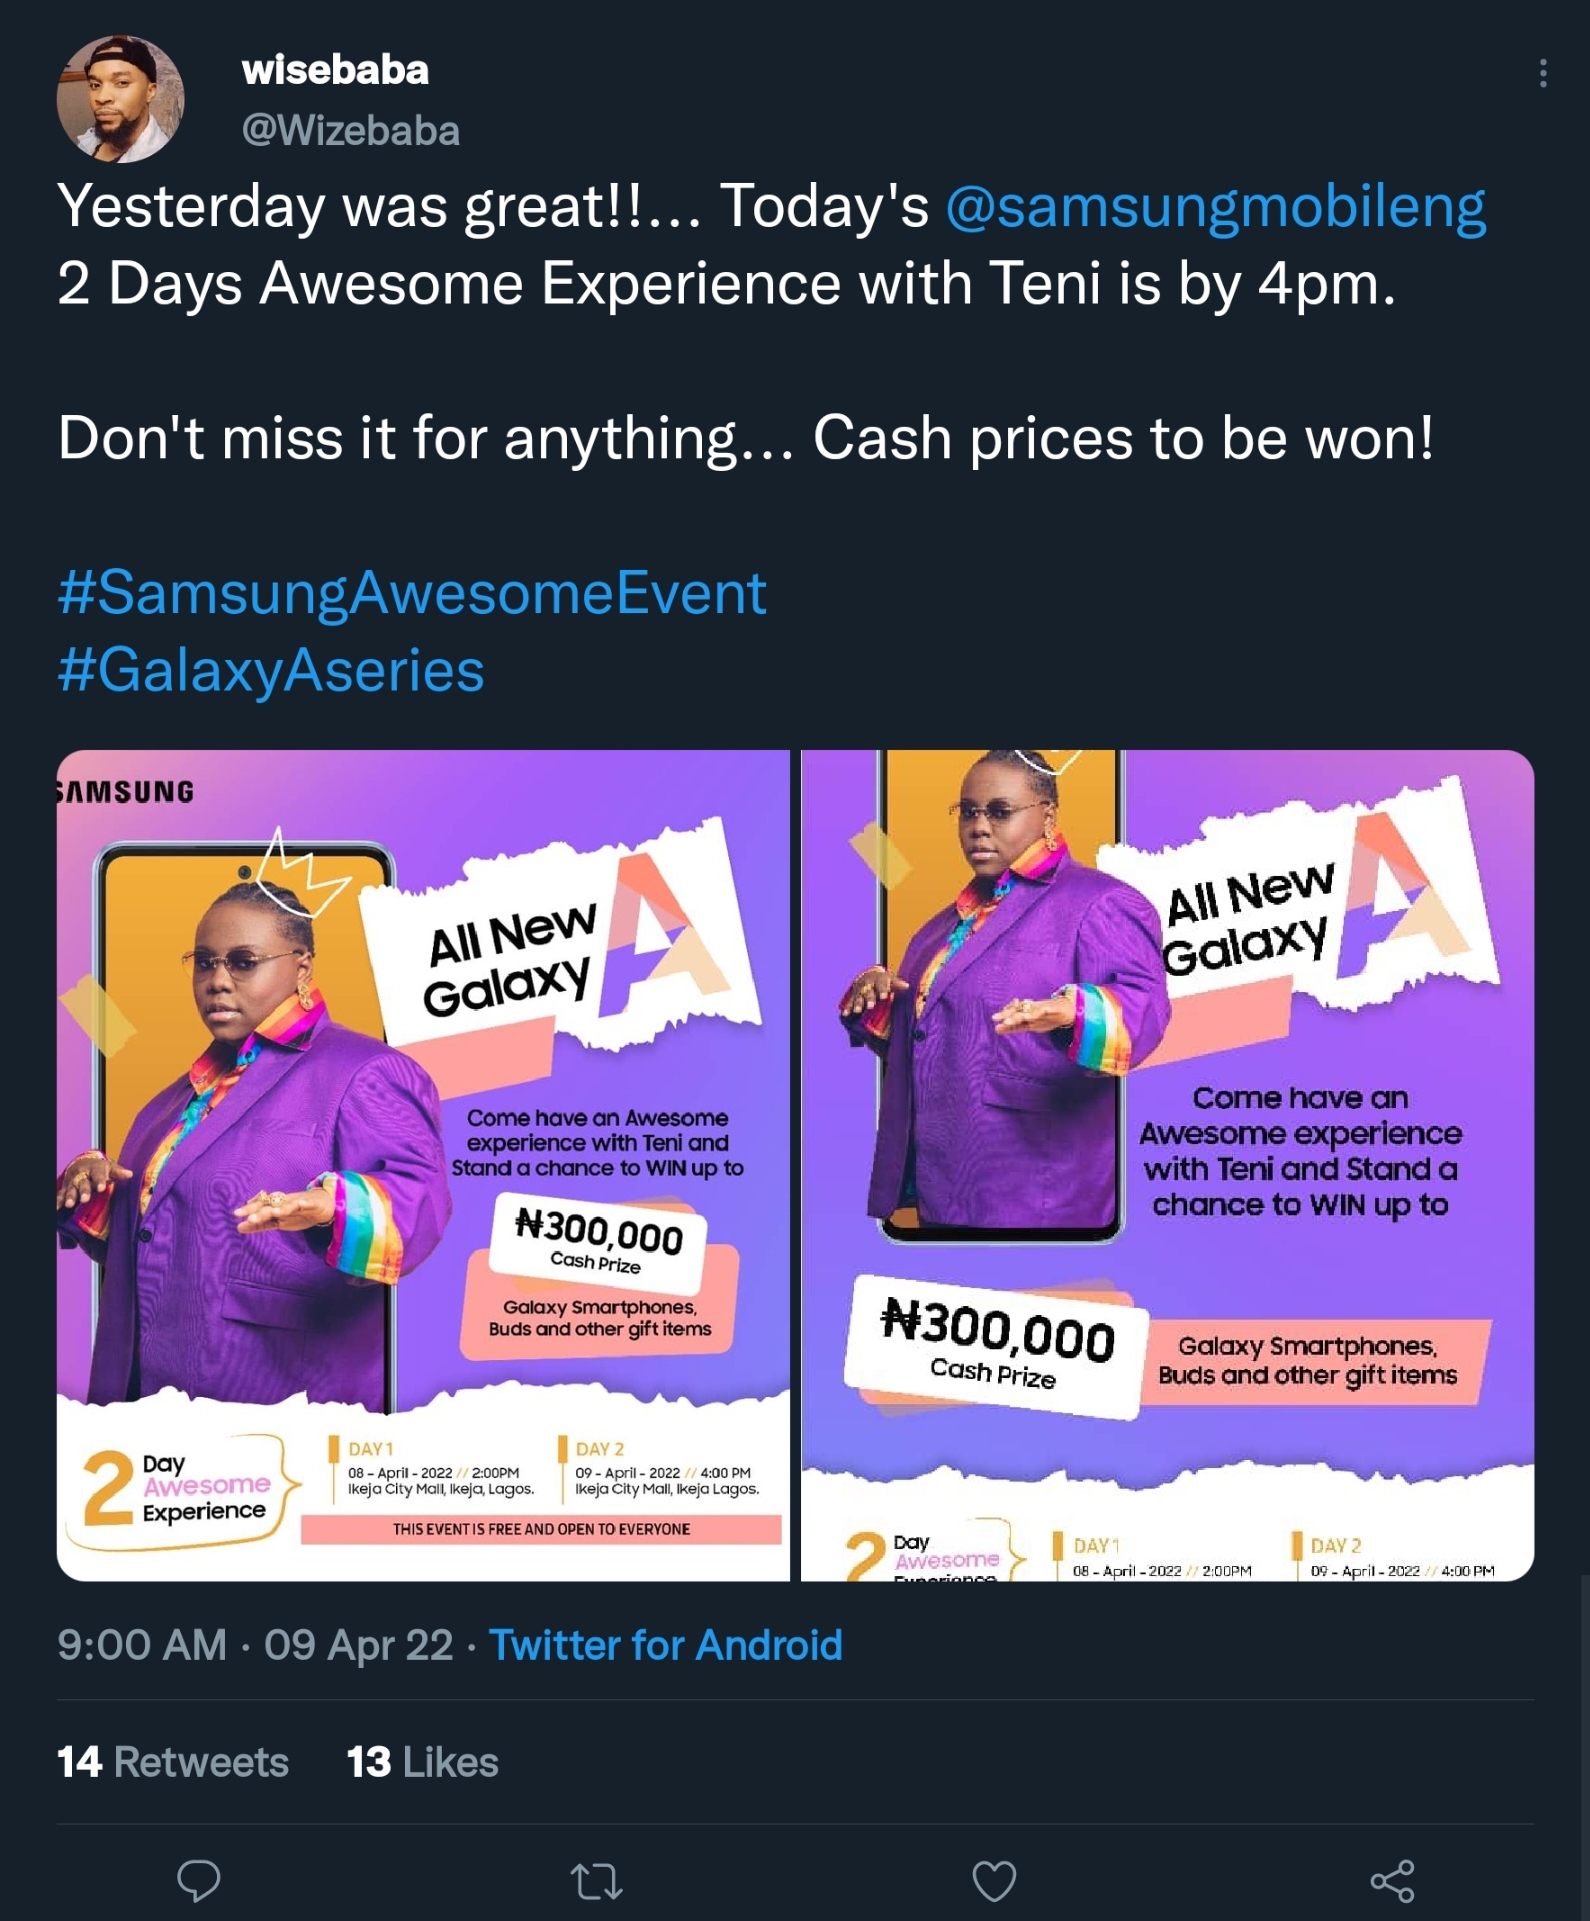 wisebaba
@Wizebaba
Yesterday was great!!... Today's @samsungmobileng
2 Days Awesome Experience with Teni is by 4pm.
Don't miss it for anything... Cash prices to be won!
#SamsungAwesomeEvent
#GalaxyAseries
SAMSUNG
All New
Galaxy A
Come have an Awesome
experience with Teni and
Stand a chance to WIN up to
₦300,000
Cash Prize
Galaxy Smartphones,
Buds and other gift items
2 Day
Awesome
Experience
DAY 1
08 - April - 2022 // 2:00PM
Ikeja City Mall, Ikeja, Lagos.
DAY 2
09 - April - 2022 // 4:00 PM
Ikeja City Mall, Ikeja Lagos.
THIS EVENT IS FREE AND OPEN TO EVERYONE
All New
Galaxy A
Come have an
Awesome experience
with Teni and Stand a
chance to WIN up to
₦300,000
Cash Prize
Galaxy Smartphones,
Buds and other gift items
2 Day
Awesome
Experience
DAY 1
08 - April - 2022 // 2:00PM
DAY 2
09 - April - 2022 // 4:00 PM
9:00 AM · 09 Apr 22 · Twitter for Android
14 Retweets 13 Likes